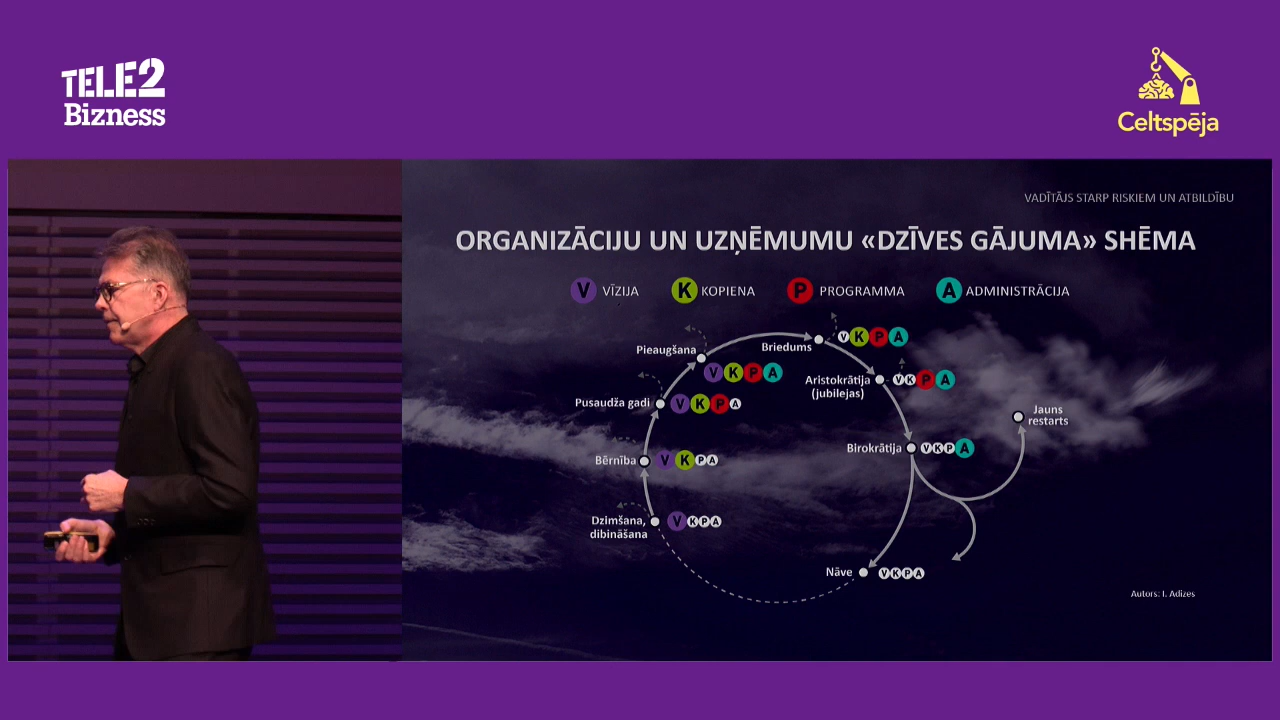 TELE2
Bizness
Celtspēja
VADĪTĀJS STARP RISKIEM UN ATBILDĪBU
ORGANIZĀCIJU UN UZŅĒMUMU «DZĪVES GĀJUMA» SHĒMA
V VĪZIJA K KOPIENA P PROGRAMMA A ADMINISTRĀCIJA
Pieaugšana
V K P A
Briedums
V K P A
Aristokrātija
(jubilejas)
V K P A
Pusaudža gadi
V K P A
Jauns
restarts
Bērnība
V K P A
Birokrātija
V K P A
Dzimšana,
dibināšana
V K P A
Nāve
V K P A
Autors: I. Adizes